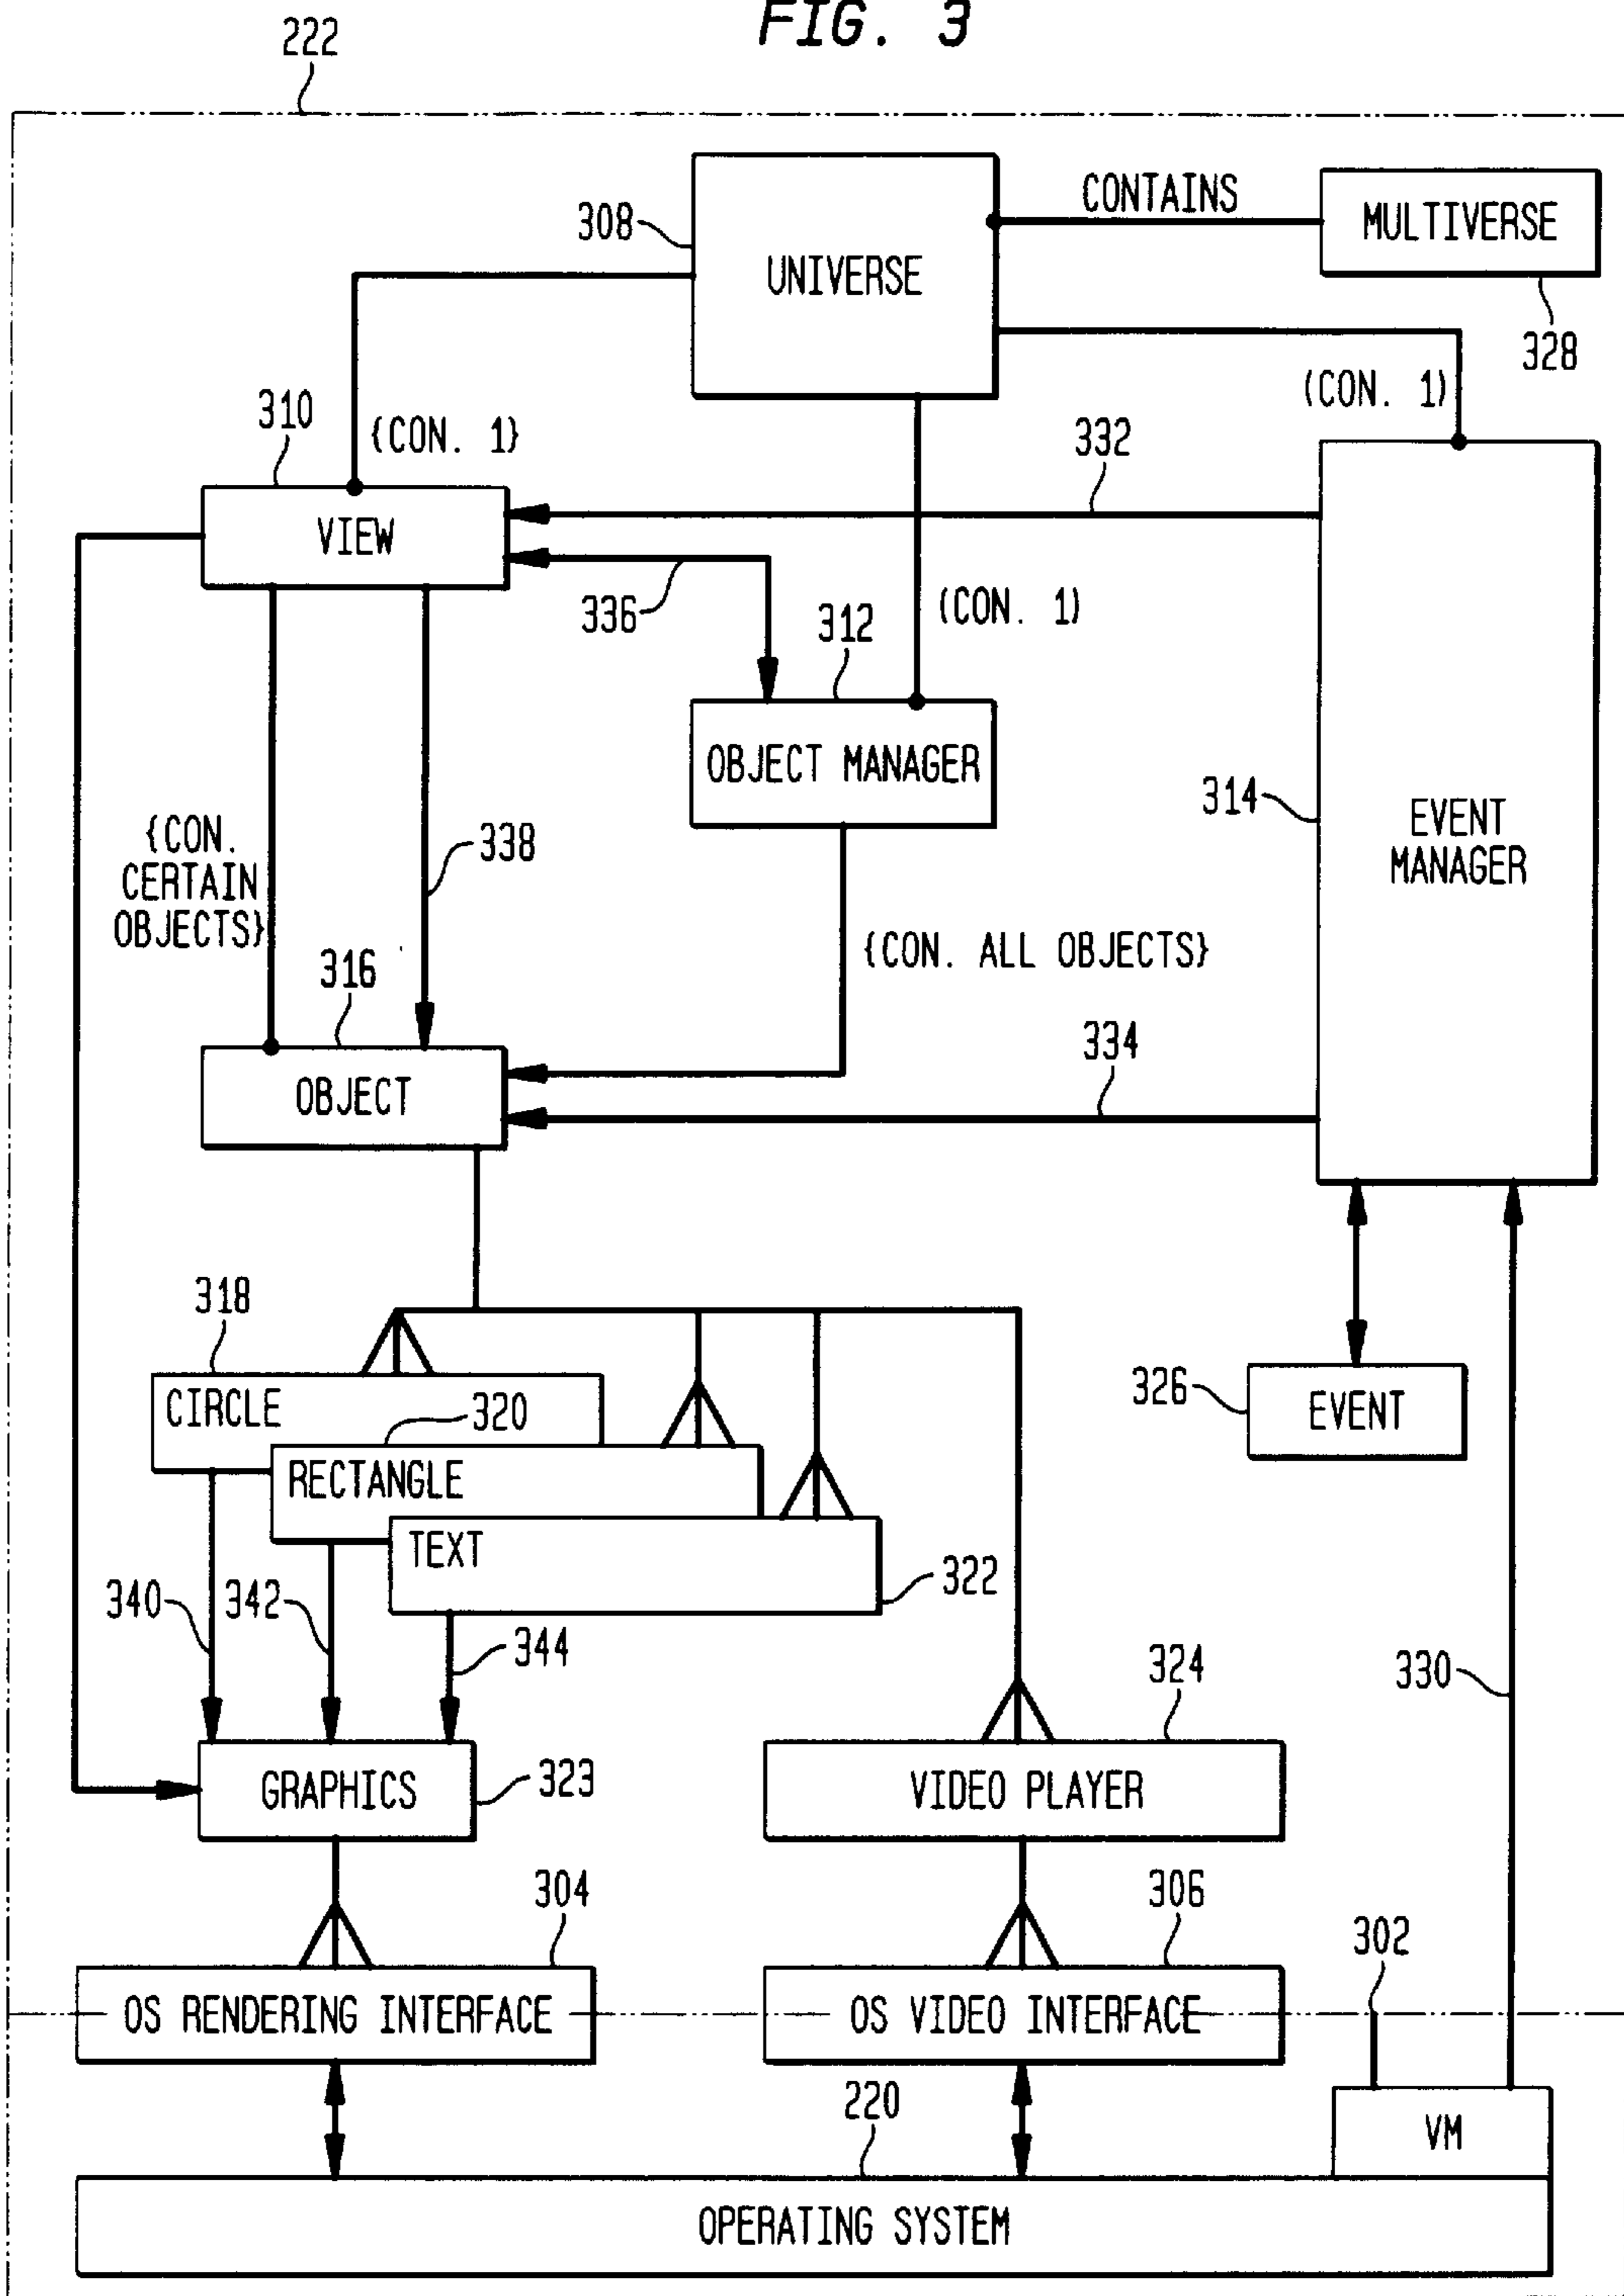 FIG. 3
222
308
UNIVERSE
CONTAINS
MULTIVERSE
328
310
{CON. 1}
(CON. 1)
332
VIEW
336
312
(CON. 1)
OBJECT MANAGER
314
EVENT
MANAGER
{CON.
CERTAIN
OBJECTS}
338
{CON. ALL OBJECTS}
316
OBJECT
334
318
CIRCLE
320
RECTANGLE
TEXT
322
326
EVENT
340
342
344
324
330
GRAPHICS
323
VIDEO PLAYER
304
306
302
OS RENDERING INTERFACE
OS VIDEO INTERFACE
220
VM
OPERATING SYSTEM